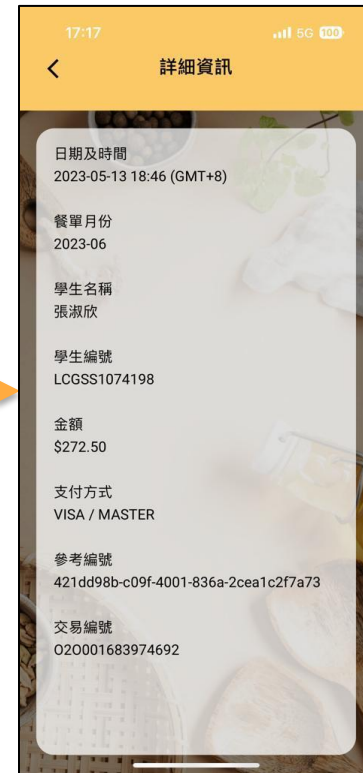 17:17
5G 100
詳細資訊
日期及時間
2023-05-13 18:46 (GMT+8)
餐單月份
2023-06
學生名稱
張淑欣
學生編號
LCGSS1074198
金額
$272.50
支付方式
VISA / MASTER
參考編號
421dd98b-c09f-4001-836a-2cea1c2f7a73
交易編號
O2O001683974692